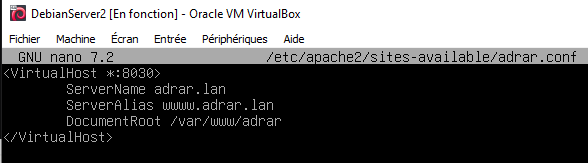 DebianServer2 [En fonction] - Oracle VM VirtualBox
Fichier Machine Écran Entrée Périphériques Aide
GNU nano 7.2 /etc/apache2/sites-available/adrar.conf
<VirtualHost *:8030>
ServerName adrar.lan
ServerAlias wwww.adrar.lan
DocumentRoot /var/www/adrar
</VirtualHost>